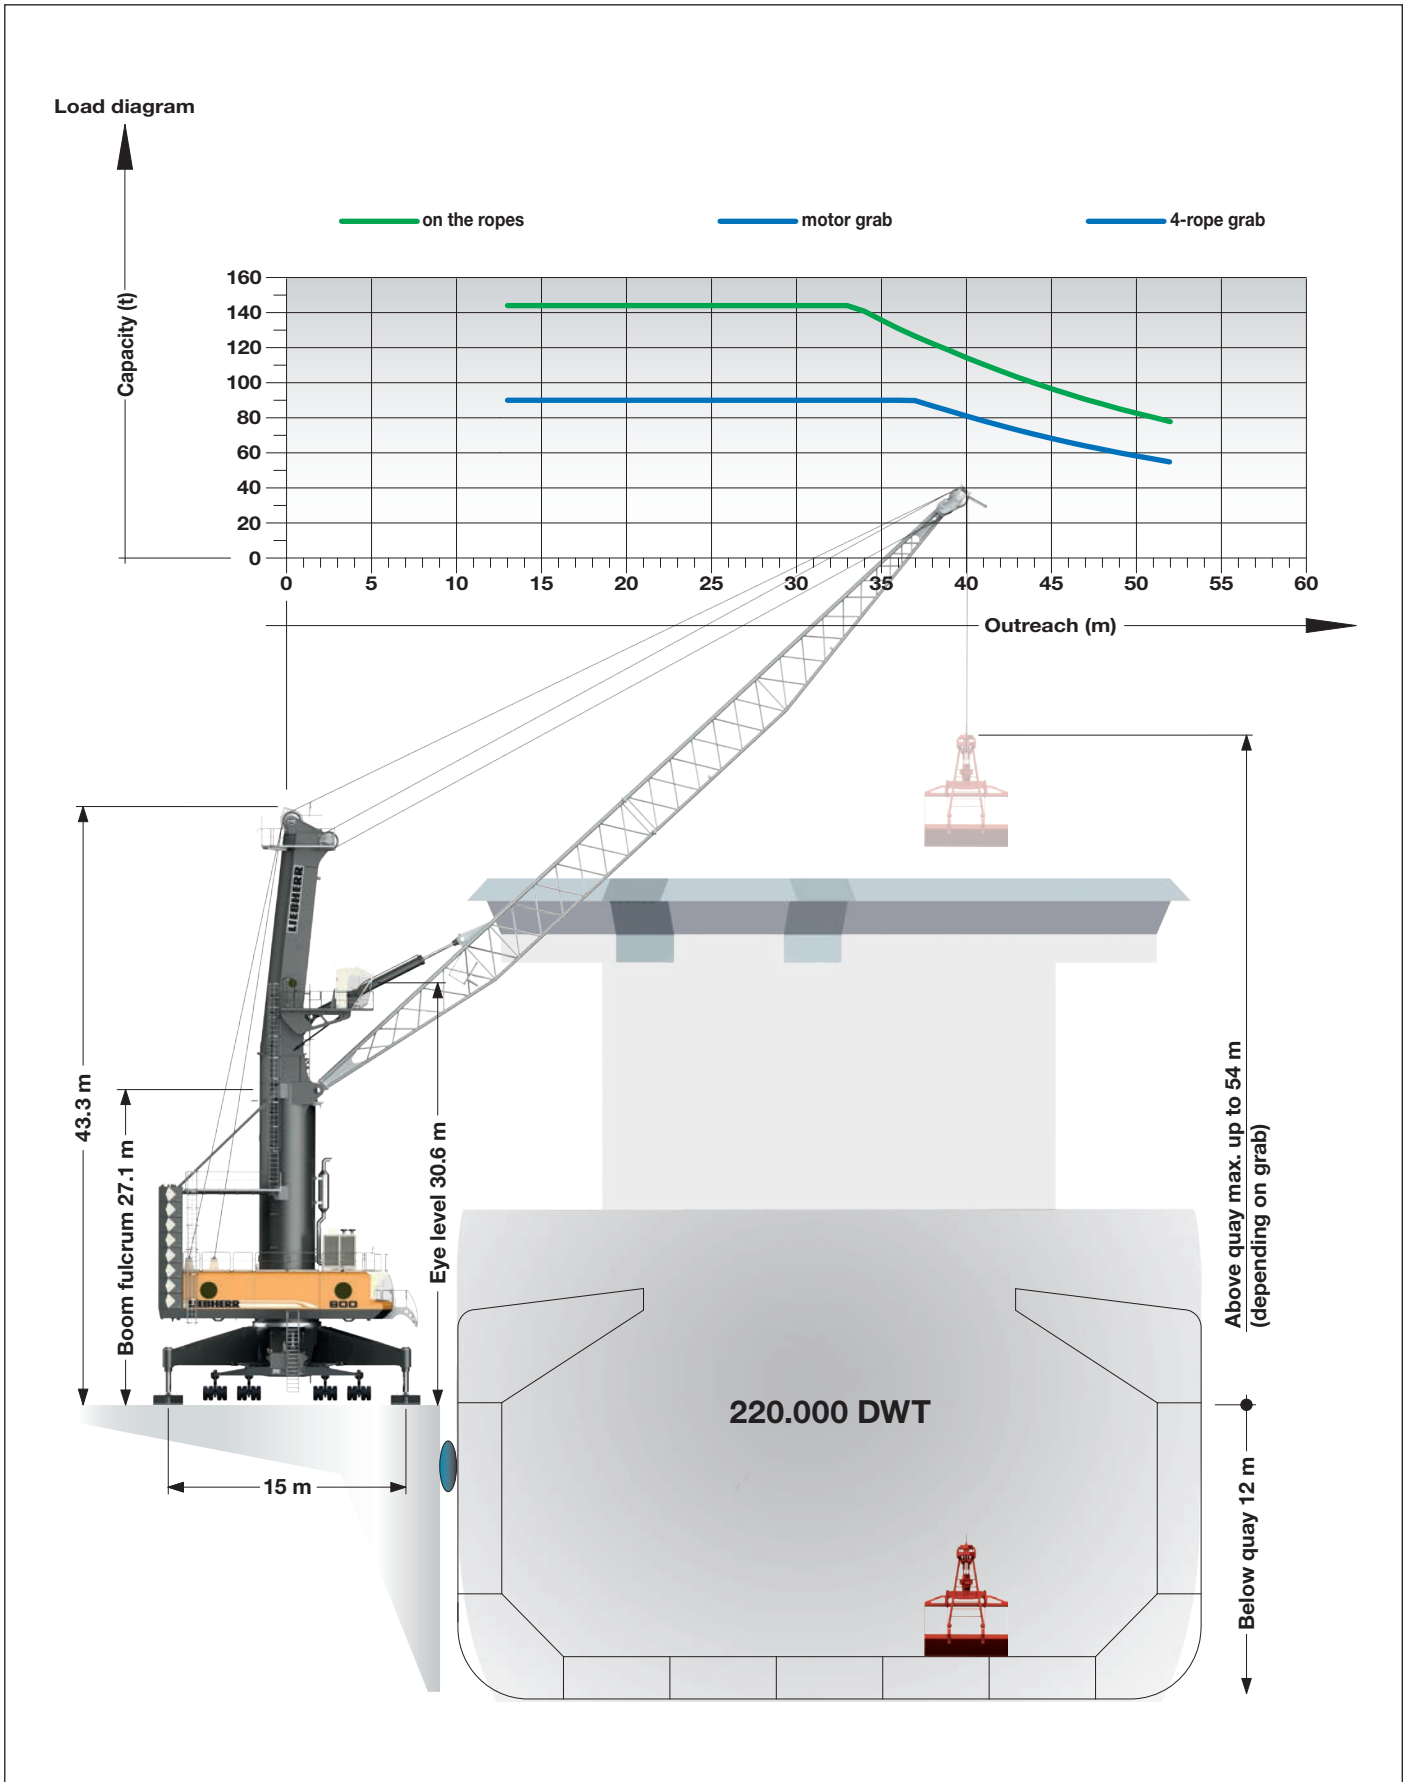 Load diagram
on the ropes
motor grab
4-rope grab
Capacity (t)
160
140
120
100
80
60
40
20
0
0 5 10 15 20 25 30 35 40 45 50 55 60
Outreach (m)
LIEBHERR
43.3 m
Boom fulcrum 27.1 m
Eye level 30.6 m
Above quay max. up to 54 m
(depending on grab)
LIEBHERR 800
220.000 DWT
15 m
Below quay 12 m